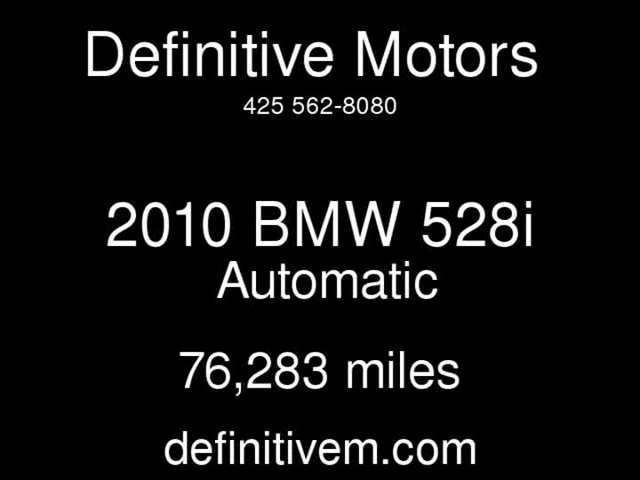 Definitive Motors
425 562-8080
2010 BMW 528i
Automatic
76,283 miles
definitivem.com